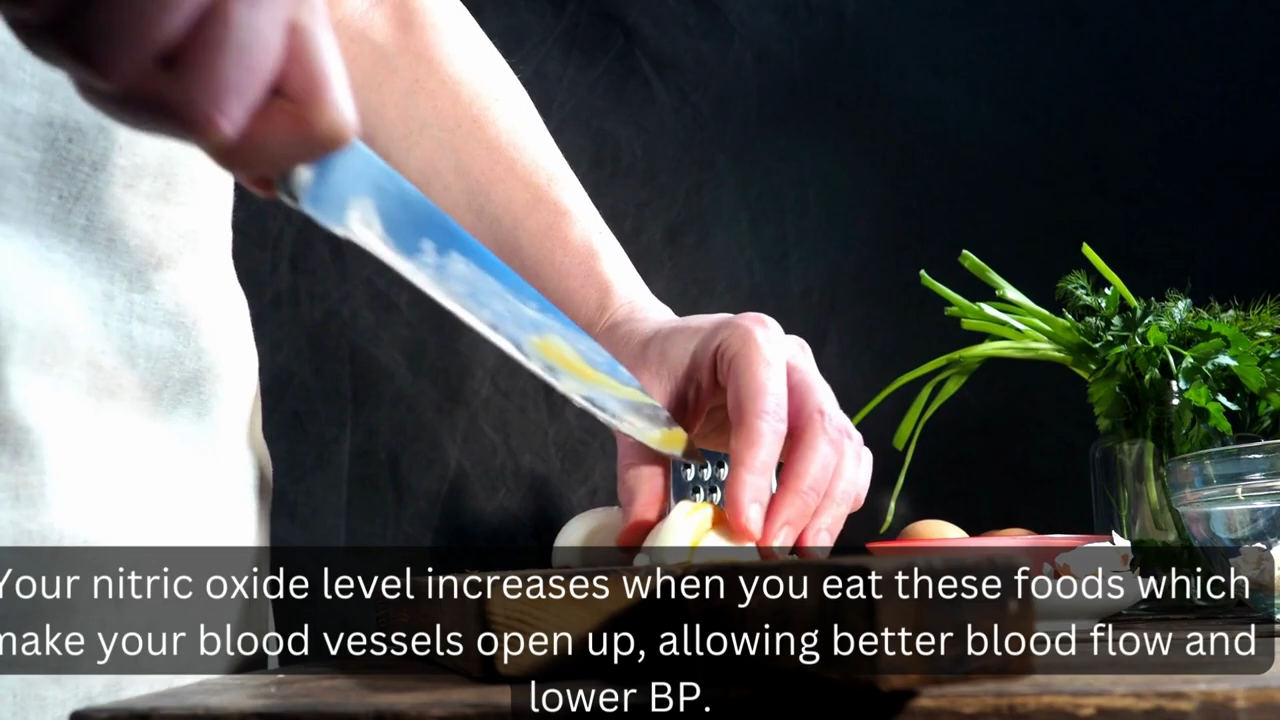 Your nitric oxide level increases when you eat these foods which
make your blood vessels open up, allowing better blood flow and
lower BP.